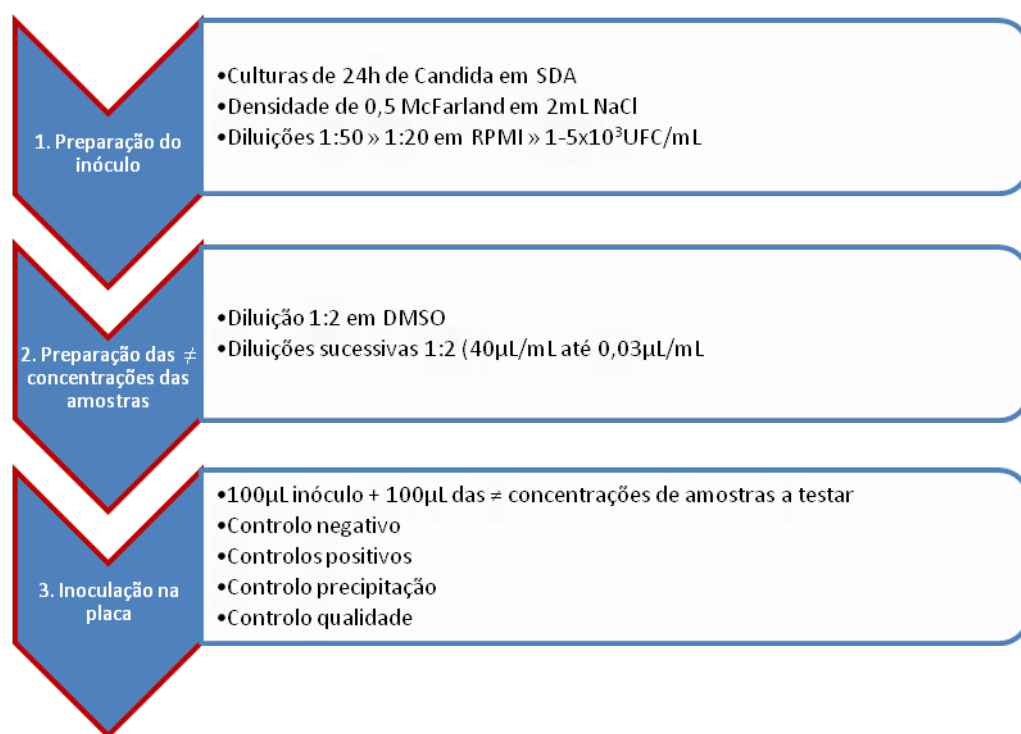 1. Preparação do
inóculo
•Culturas de 24h de Candida em SDA
•Densidade de 0,5 McFarland em 2mL NaCl
•Diluições 1:50 » 1:20 em RPMI » 1-5x10³UFC/mL
2. Preparação das ≠
concentrações das
amostras
•Diluição 1:2 em DMSO
•Diluições sucessivas 1:2 (40µL/mL até 0,03µL/mL
3. Inoculação na
placa
•100µL inóculo + 100µL das ≠ concentrações de amostras a testar
•Controlo negativo
•Controlos positivos
•Controlo precipitação
•Controlo qualidade